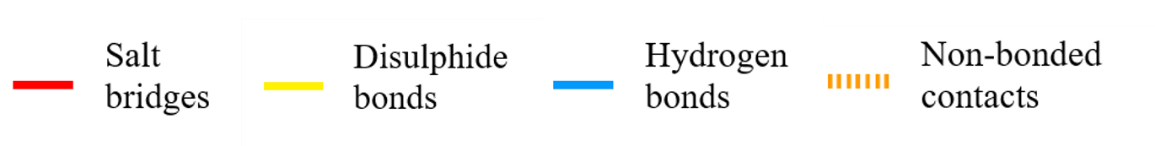 Salt
bridges
Disulphide
bonds
Hydrogen
bonds
Non-bonded
contacts